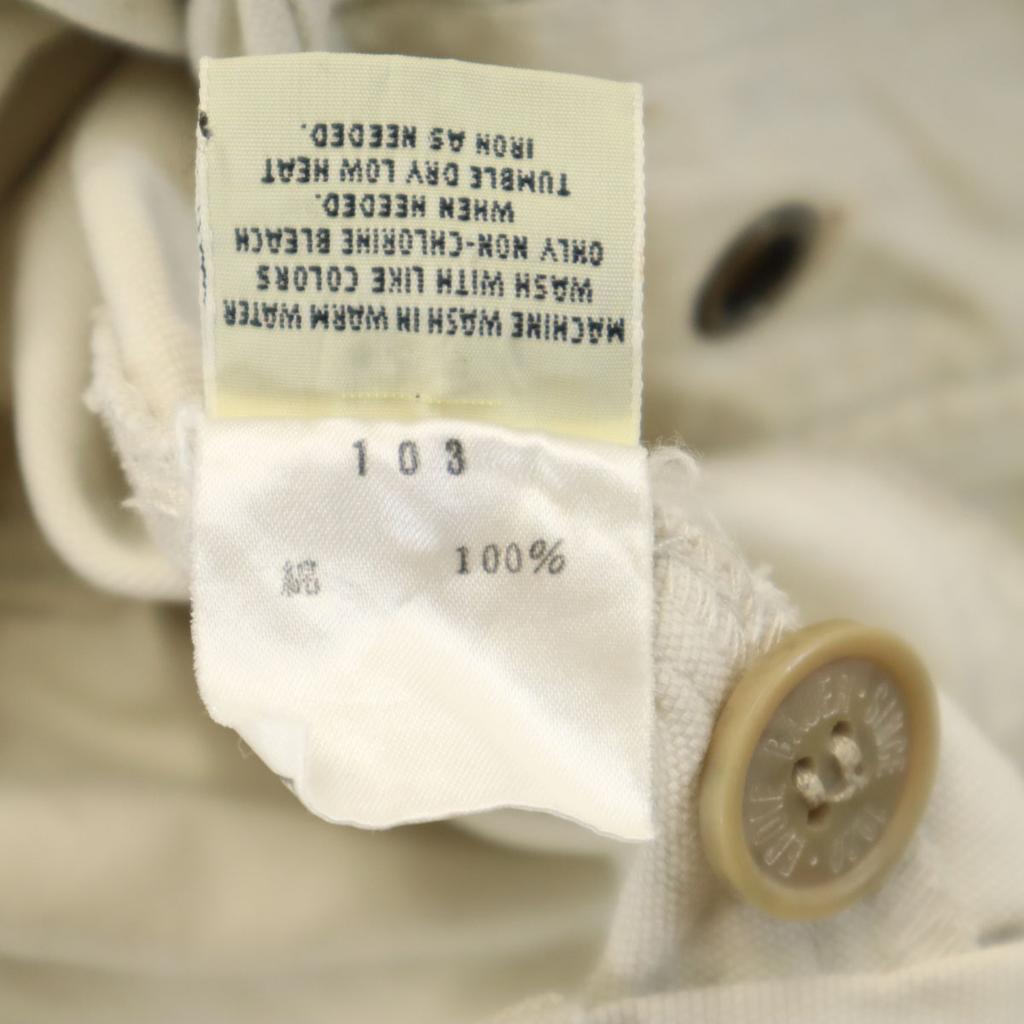 MACHINE WASH IN WARM WATER
WASH WITH LIKE COLORS
ONLY NON-CHLORINE BLEACH
WHEN NEEDED.
TUMBLE DRY LOW HEAT
IRON AS NEEDED.
103
綿 100%
EDDIE BAUER · SINCE 1920 ·